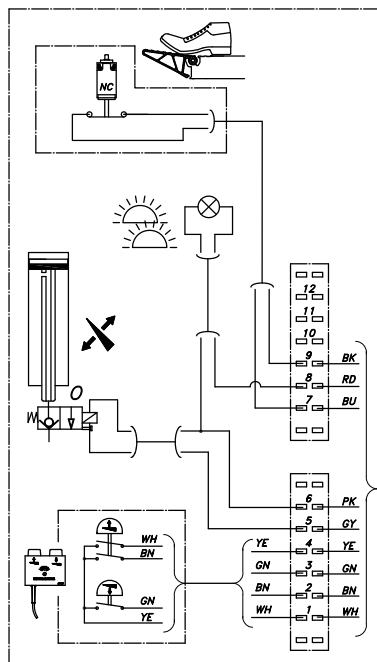 NC
12
11
10
9 BK
8 RD
7 BU
O
6 PK
5 GY
YE 4 YE
GN 3 GN
BN 2 BN
WH 1 WH
WH
BN
GN
YE